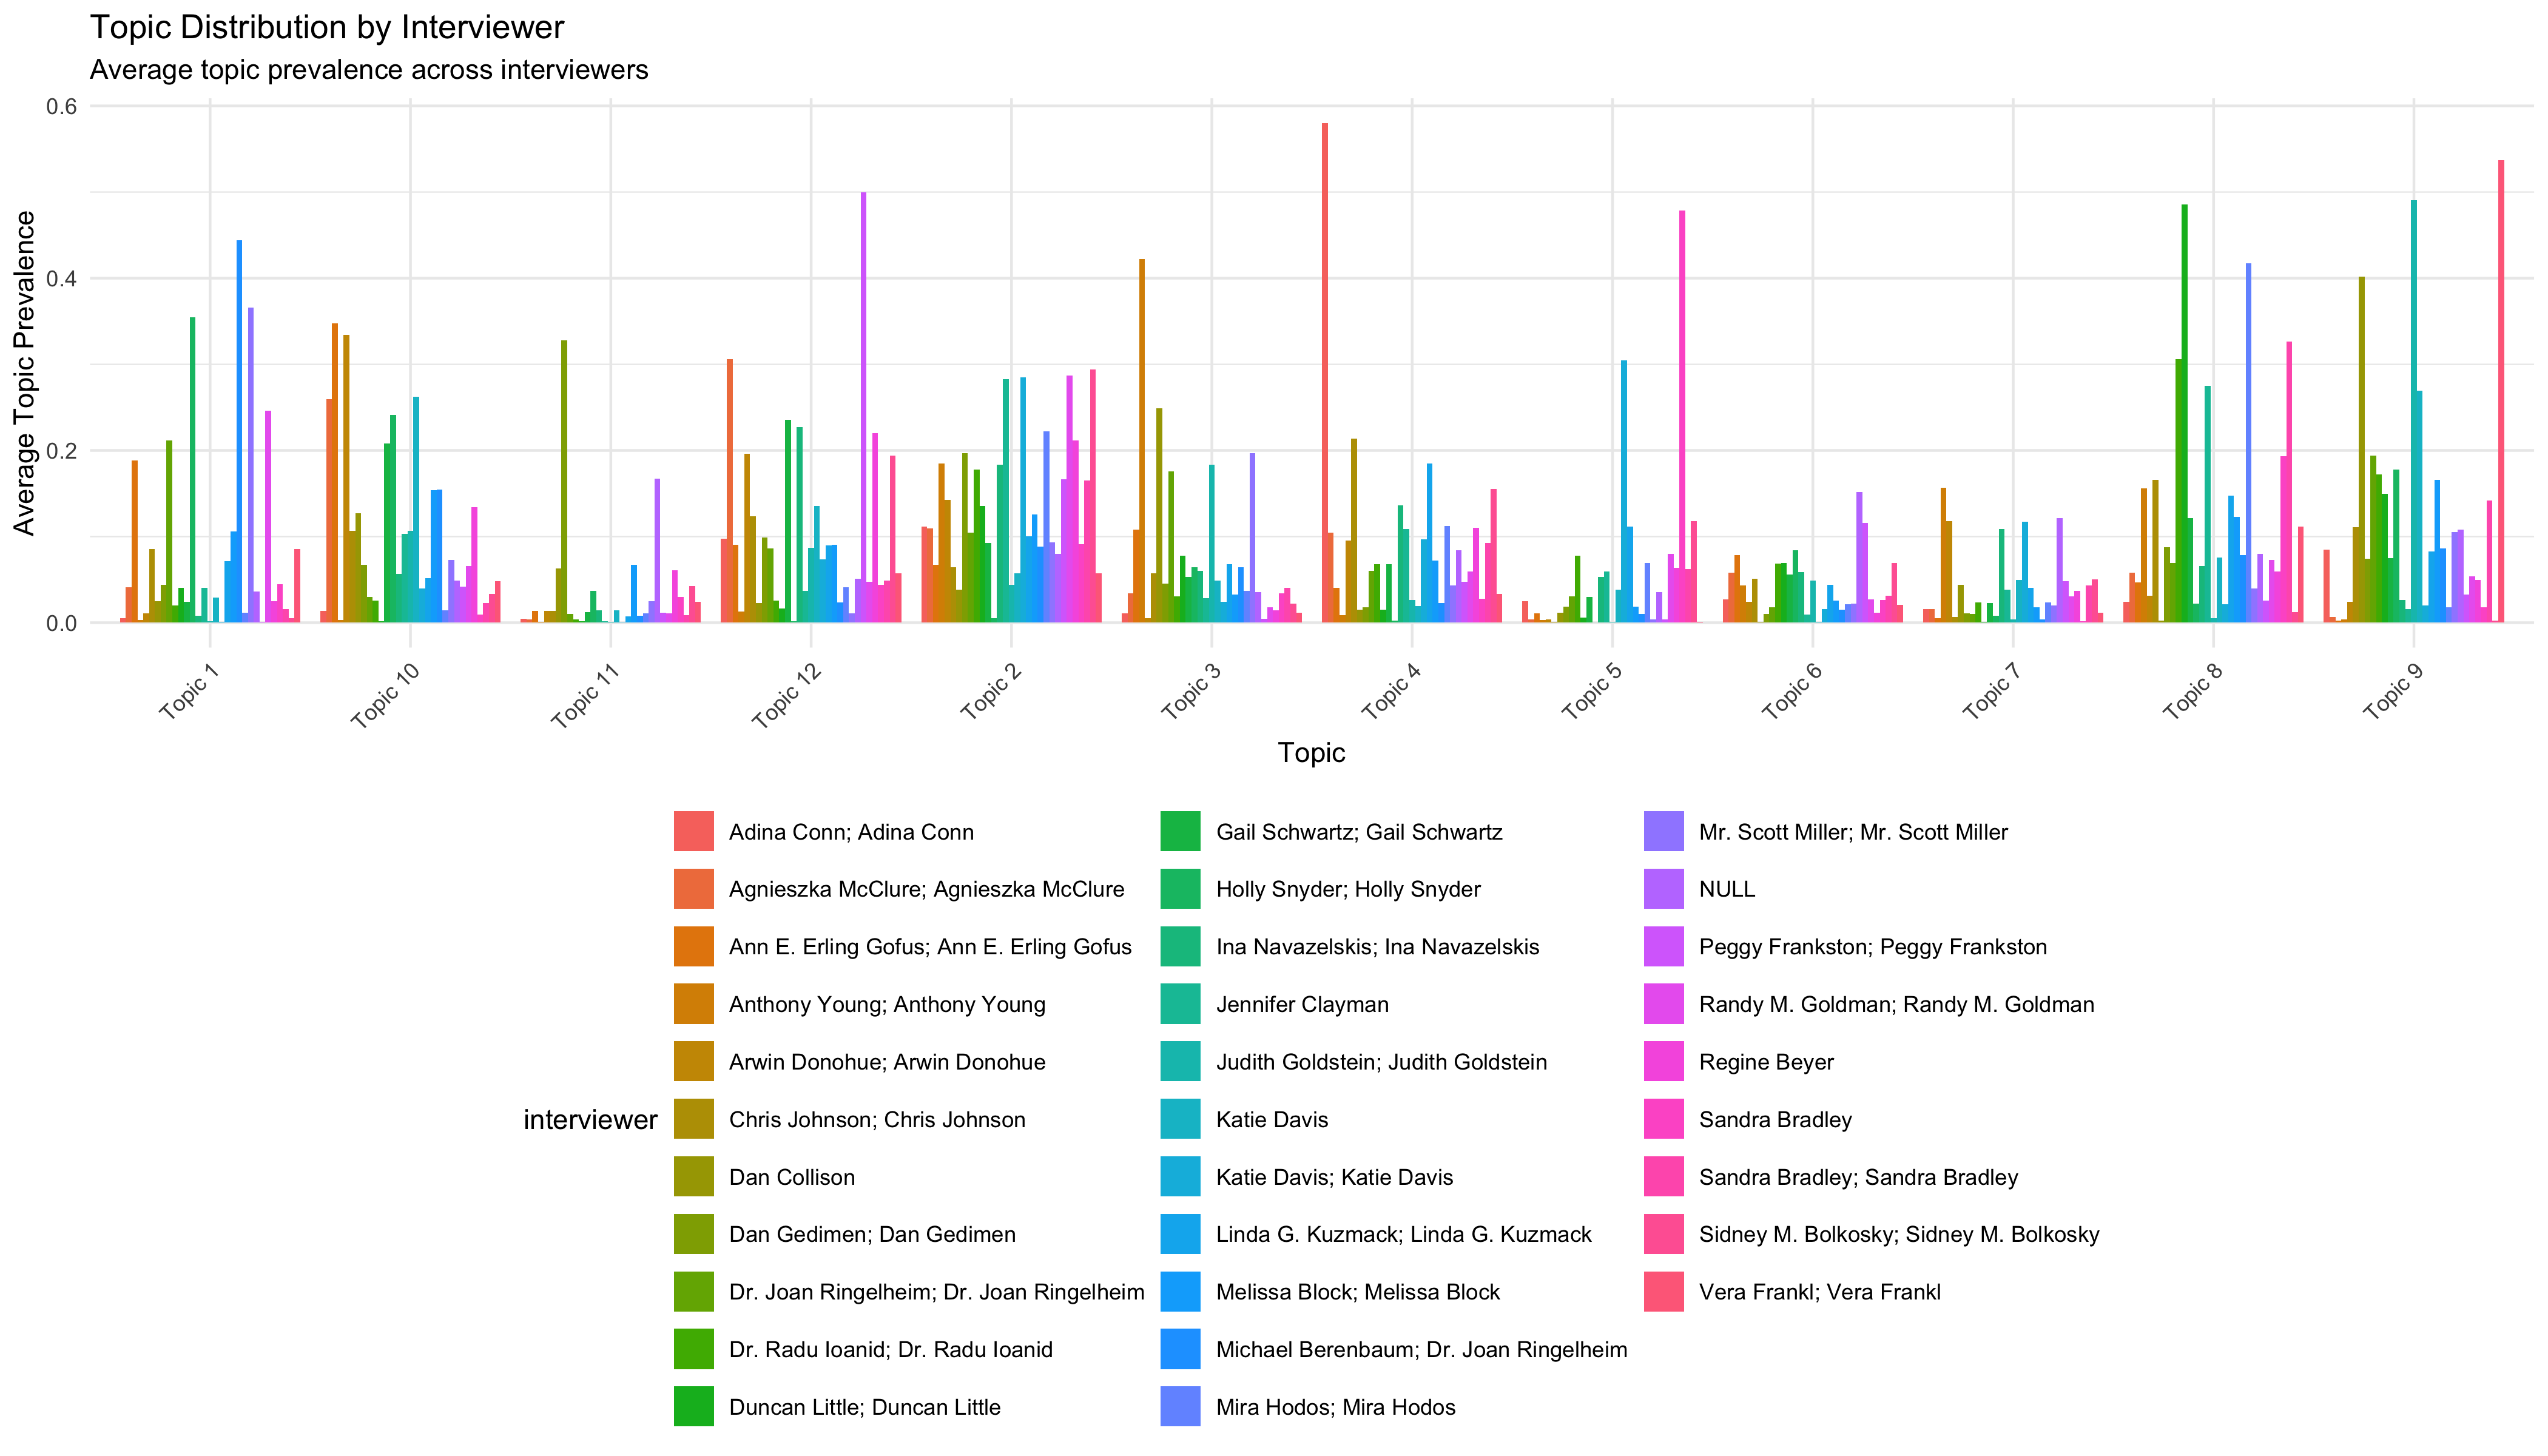 Topic Distribution by Interviewer
Average topic prevalence across interviewers
Average Topic Prevalence
0.6
0.4
0.2
0.0
Topic 1
Topic 10
Topic 11
Topic 12
Topic 2
Topic 3
Topic 4
Topic 5
Topic 6
Topic 7
Topic 8
Topic 9
Topic
interviewer
Adina Conn; Adina Conn
Agnieszka McClure; Agnieszka McClure
Ann E. Erling Gofus; Ann E. Erling Gofus
Anthony Young; Anthony Young
Arwin Donohue; Arwin Donohue
Chris Johnson; Chris Johnson
Dan Collison
Dan Gedimen; Dan Gedimen
Dr. Joan Ringelheim; Dr. Joan Ringelheim
Dr. Radu Ioanid; Dr. Radu Ioanid
Duncan Little; Duncan Little
Gail Schwartz; Gail Schwartz
Holly Snyder; Holly Snyder
Ina Navazelskis; Ina Navazelskis
Jennifer Clayman
Judith Goldstein; Judith Goldstein
Katie Davis
Katie Davis; Katie Davis
Linda G. Kuzmack; Linda G. Kuzmack
Melissa Block; Melissa Block
Michael Berenbaum; Dr. Joan Ringelheim
Mira Hodos; Mira Hodos
Mr. Scott Miller; Mr. Scott Miller
NULL
Peggy Frankston; Peggy Frankston
Randy M. Goldman; Randy M. Goldman
Regine Beyer
Sandra Bradley
Sandra Bradley; Sandra Bradley
Sidney M. Bolkosky; Sidney M. Bolkosky
Vera Frankl; Vera Frankl